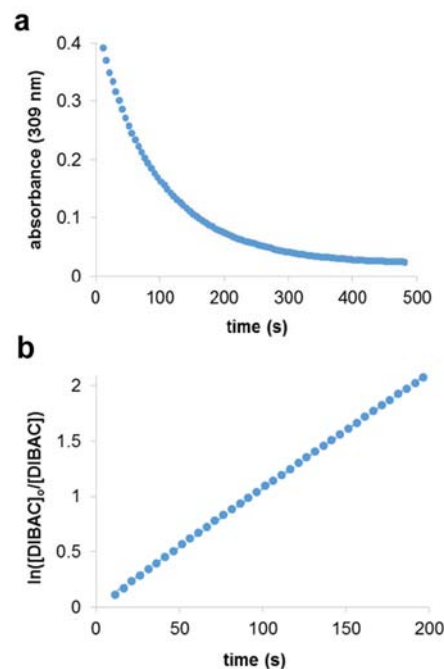 a
absorbance (309 nm)
0.4
0.3
0.2
0.1
0
0 100 200 300 400 500
time (s)
b
ln([DIBAC]₀/[DIBAC])
2
1.5
1
0.5
0
0 50 100 150 200
time (s)